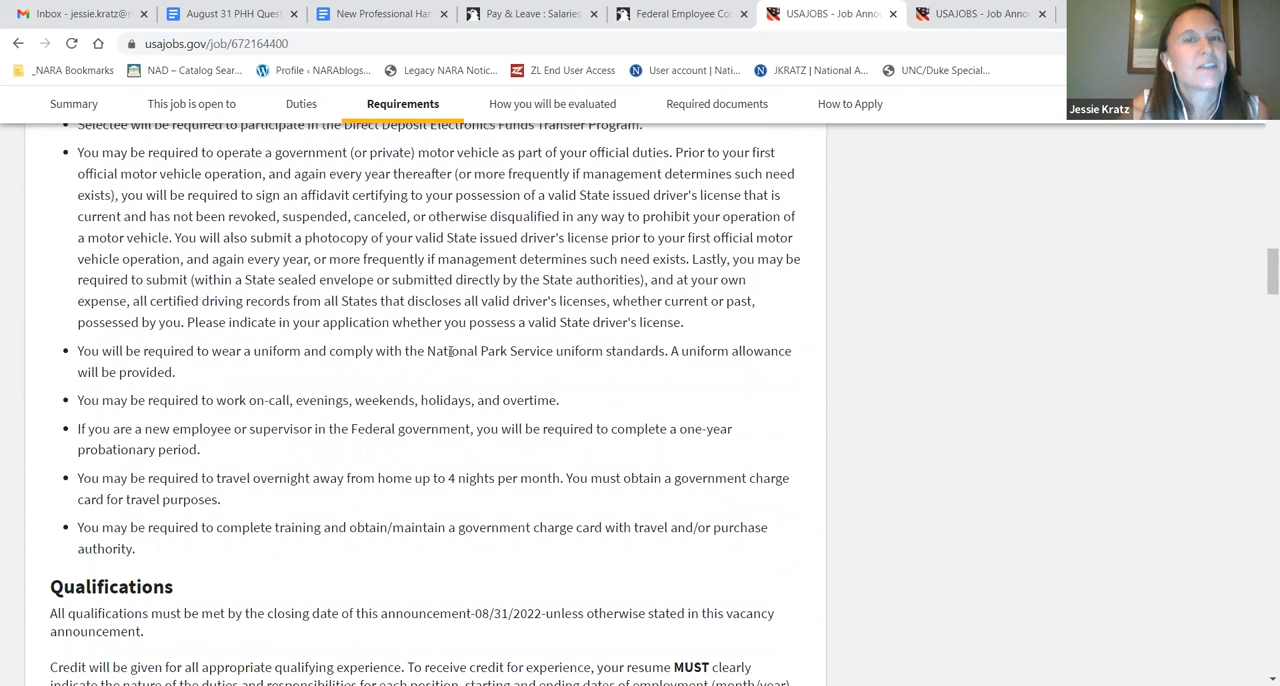 Inbox - jessie.kratz@n
August 31 PHH Quest
New Professional Han
Pay & Leave : Salaries
Federal Employee Co
USAJOBS - Job Anno
USAJOBS - Job Anno
usajobs.gov/job/672164400
_NARA Bookmarks
NAD – Catalog Sear...
Profile ‹ NARAblogs...
Legacy NARA Notic...
ZL End User Access
User account | Nati...
JKRATZ | National A...
UNC/Duke Special...
Jessie Kratz
Summary
This job is open to
Duties
Requirements
How you will be evaluated
Required documents
How to Apply
Selectee will be required to participate in the Direct Deposit Electronics Funds Transfer Program.
• You may be required to operate a government (or private) motor vehicle as part of your official duties. Prior to your first
official motor vehicle operation, and again every year thereafter (or more frequently if management determines such need
exists), you will be required to sign an affidavit certifying to your possession of a valid State issued driver's license that is
current and has not been revoked, suspended, canceled, or otherwise disqualified in any way to prohibit your operation of
a motor vehicle. You will also submit a photocopy of your valid State issued driver's license prior to your first official motor
vehicle operation, and again every year, or more frequently if management determines such need exists. Lastly, you may be
required to submit (within a State sealed envelope or submitted directly by the State authorities), and at your own
expense, all certified driving records from all States that discloses all valid driver's licenses, whether current or past,
possessed by you. Please indicate in your application whether you possess a valid State driver's license.
• You will be required to wear a uniform and comply with the National Park Service uniform standards. A uniform allowance
will be provided.
• You may be required to work on-call, evenings, weekends, holidays, and overtime.
• If you are a new employee or supervisor in the Federal government, you will be required to complete a one-year
probationary period.
• You may be required to travel overnight away from home up to 4 nights per month. You must obtain a government charge
card for travel purposes.
• You may be required to complete training and obtain/maintain a government charge card with travel and/or purchase
authority.
Qualifications
All qualifications must be met by the closing date of this announcement-08/31/2022-unless otherwise stated in this vacancy
announcement.
Credit will be given for all appropriate qualifying experience. To receive credit for experience, your resume MUST clearly
indicate the nature of the duties and responsibilities for each position, starting and ending dates of employment (month/year)